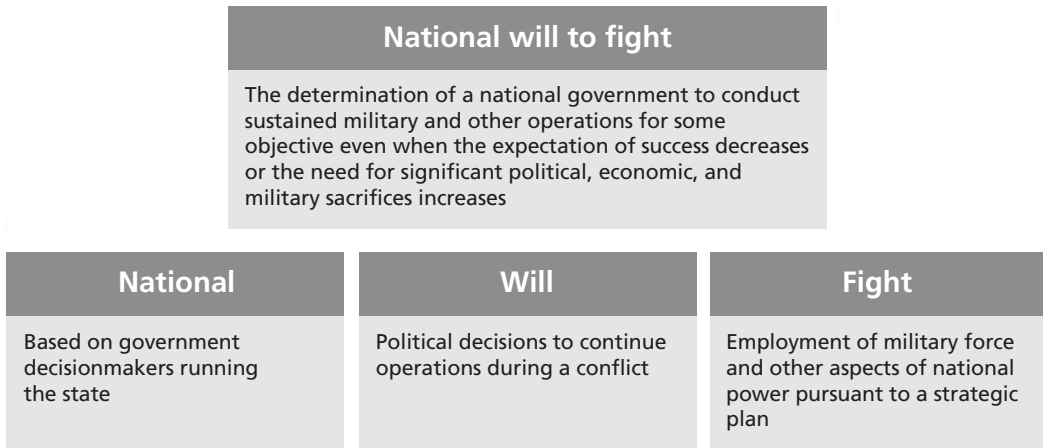 National will to fight
The determination of a national government to conduct
sustained military and other operations for some
objective even when the expectation of success decreases
or the need for significant political, economic, and
military sacrifices increases
National
Based on government
decisionmakers running
the state
Will
Political decisions to continue
operations during a conflict
Fight
Employment of military force
and other aspects of national
power pursuant to a strategic
plan